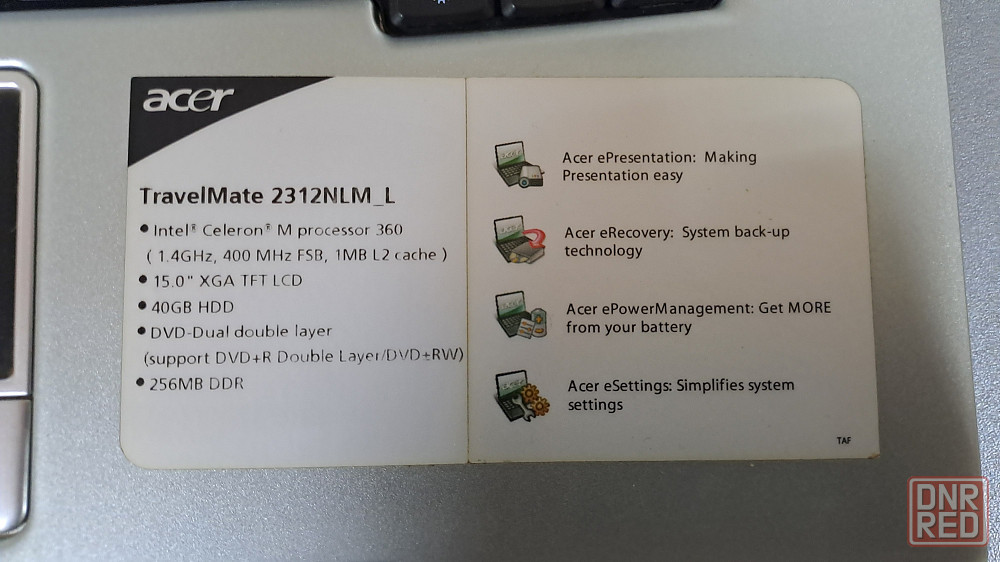 acer
TravelMate 2312NLM_L
• Intel® Celeron® M processor 360
( 1.4GHz, 400 MHz FSB, 1MB L2 cache )
• 15.0" XGA TFT LCD
• 40GB HDD
• DVD-Dual double layer
(support DVD+R Double Layer/DVD±RW)
• 256MB DDR
Acer ePresentation: Making
Presentation easy
Acer eRecovery: System back-up
technology
Acer ePowerManagement: Get MORE
from your battery
Acer eSettings: Simplifies system
settings
TAF
DNR
RED